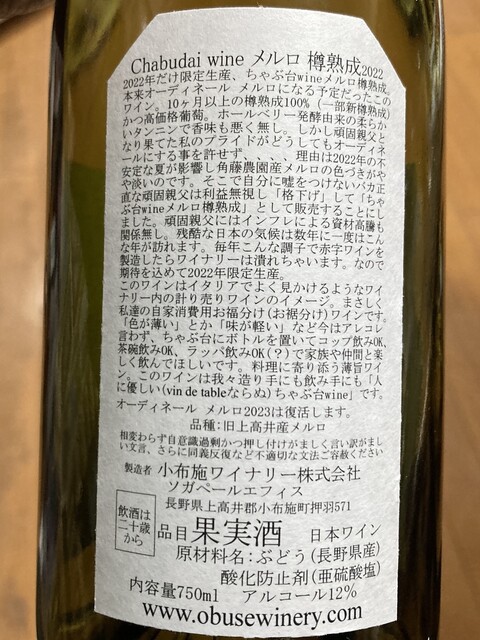 Chabudai wine メルロ 樽熟成2022
2022年だけ限定生産、ちゃぶ台wineメルロ樽熟成。
本来オーディネール メルロになる予定だったこの
ワイン。10ヶ月以上の樽熟成100%（一部新樽熟成）
かつ高価格葡萄。ホールベリー発酵由来の柔らか
いタンニンで香味も悪く無し。しかし頑固親父と
なり果てた私のプライドがどうしてもオーディネ
ールにする事を許せず、、、、、理由は2022年の不
安定な夏が影響し角藤農園産メルロの色づきがや
や淡いのです。そこで自分に嘘をつけないバカ正
直な頑固親父は利益無視し「格下げ」して「ちゃ
ぶ台wineメルロ樽熟成」として販売することにし
ました。頑固親父にはインフレによる資材高騰も
関係無し。残酷な日本の気候は数年に一度はこん
な年が訪れます。毎年こんな調子で赤字ワインを
製造したらワイナリーは潰れちゃいます。なので
期待を込めて2022年限定生産。
このワインはイタリアでよく見かけるようなワイ
ナリー内の計り売りワインのイメージ。まさしく
私達の自家消費用お福分け(お裾分け)ワインです。
「色が薄い」とか「味が軽い」など今はアレコレ
言わず、ちゃぶ台にボトルを置いてコップ飲みOK、
茶碗飲みOK、ラッパ飲みOK(？)で家族や仲間と楽
しく飲んでほしいです。料理に寄り添う薄旨ワイ
ン。このワインは我々造り手にも飲み手にも「人
に優しい(vin de tableならぬ)ちゃぶ台wine」です。
オーディネール メルロ2023は復活します。
品種：旧上高井産メルロ
相変わらず自意識過剰かつ押し付けがましく言い訳がまし
い文言、さらに同義反復など不適切な文法ご容赦ください
製造者 小布施ワイナリー株式会社
ソガペールエフィス
長野県上高井郡小布施町押羽571
飲酒は
二十歳
から
品目 果実酒 日本ワイン
原材料名：ぶどう(長野県産)
酸化防止剤(亜硫酸塩)
内容量750ml アルコール12%
www.obusewinery.com